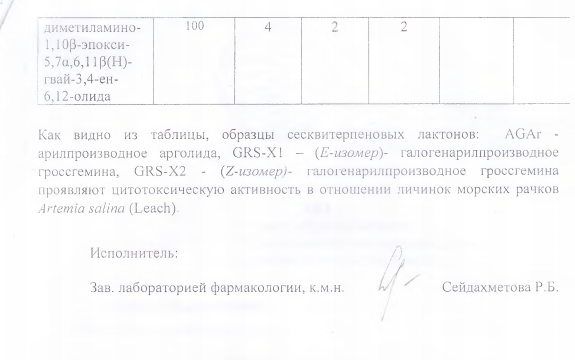 диметиламино- 100 4 2 2
1,10β-эпокси-
5,7α,6,11β(Н)-
гвай-3,4-ен-
6,12-олида
Как видно из таблицы, образцы сесквитерпеновых лактонов: AGAr -
арилпроизводное арголида, GRS-X1 – (E-изомер)- галогенарилпроизводное
гроссгемина, GRS-X2 - (Z-изомер)- галогенарилпроизводное гроссгемина
проявляют цитотоксическую активность в отношении личинок морских рачков
Artemia salina (Leach).
Исполнитель:
Зав. лабораторией фармакологии, к.м.н. Сейдахметова Р.Б.